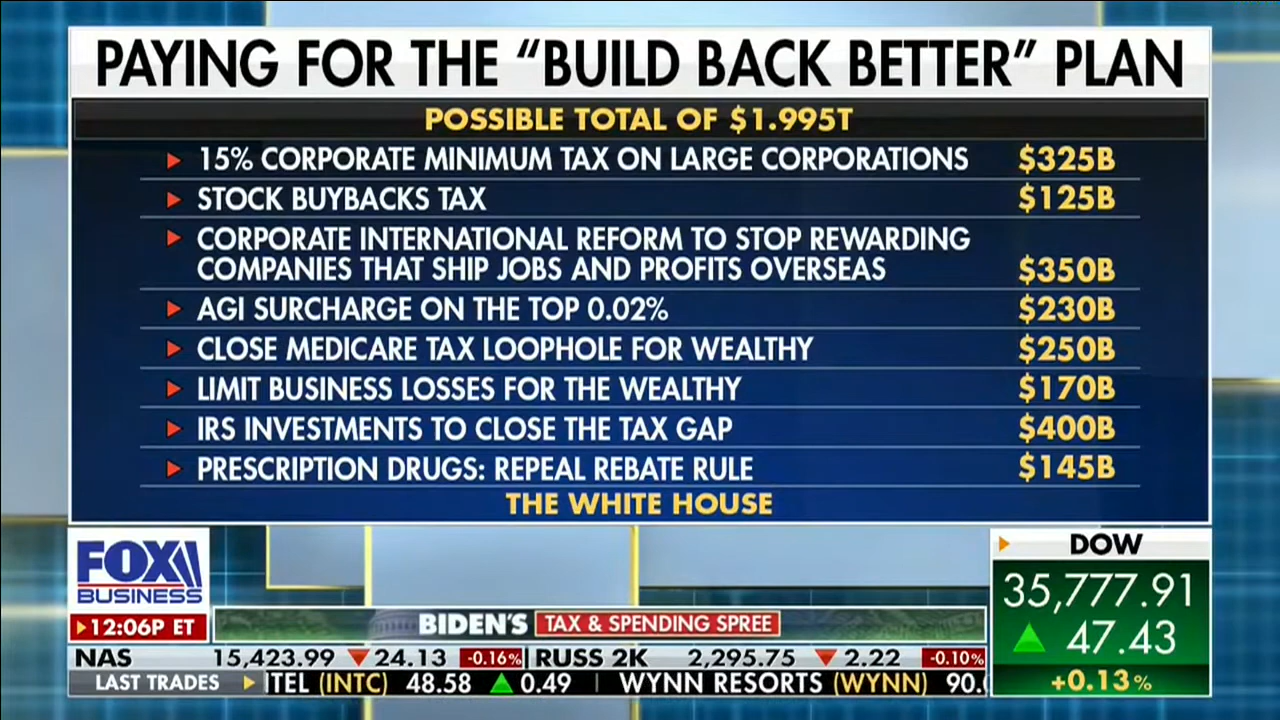 PAYING FOR THE “BUILD BACK BETTER” PLAN
POSSIBLE TOTAL OF $1.995T
15% CORPORATE MINIMUM TAX ON LARGE CORPORATIONS $325B
STOCK BUYBACKS TAX $125B
CORPORATE INTERNATIONAL REFORM TO STOP REWARDING
COMPANIES THAT SHIP JOBS AND PROFITS OVERSEAS $350B
AGI SURCHARGE ON THE TOP 0.02% $230B
CLOSE MEDICARE TAX LOOPHOLE FOR WEALTHY $250B
LIMIT BUSINESS LOSSES FOR THE WEALTHY $170B
IRS INVESTMENTS TO CLOSE THE TAX GAP $400B
PRESCRIPTION DRUGS: REPEAL REBATE RULE $145B
THE WHITE HOUSE
FOX
BUSINESS
12:06P ET
BIDEN'S TAX & SPENDING SPREE
DOW
35,777.91
47.43
+0.13%
NAS 15,423.99 24.13 -0.16% RUSS 2K 2,295.75 2.22 -0.10%
LAST TRADES TEL (INTC) 48.58 0.49 WYNN RESORTS (WYNN) 90.